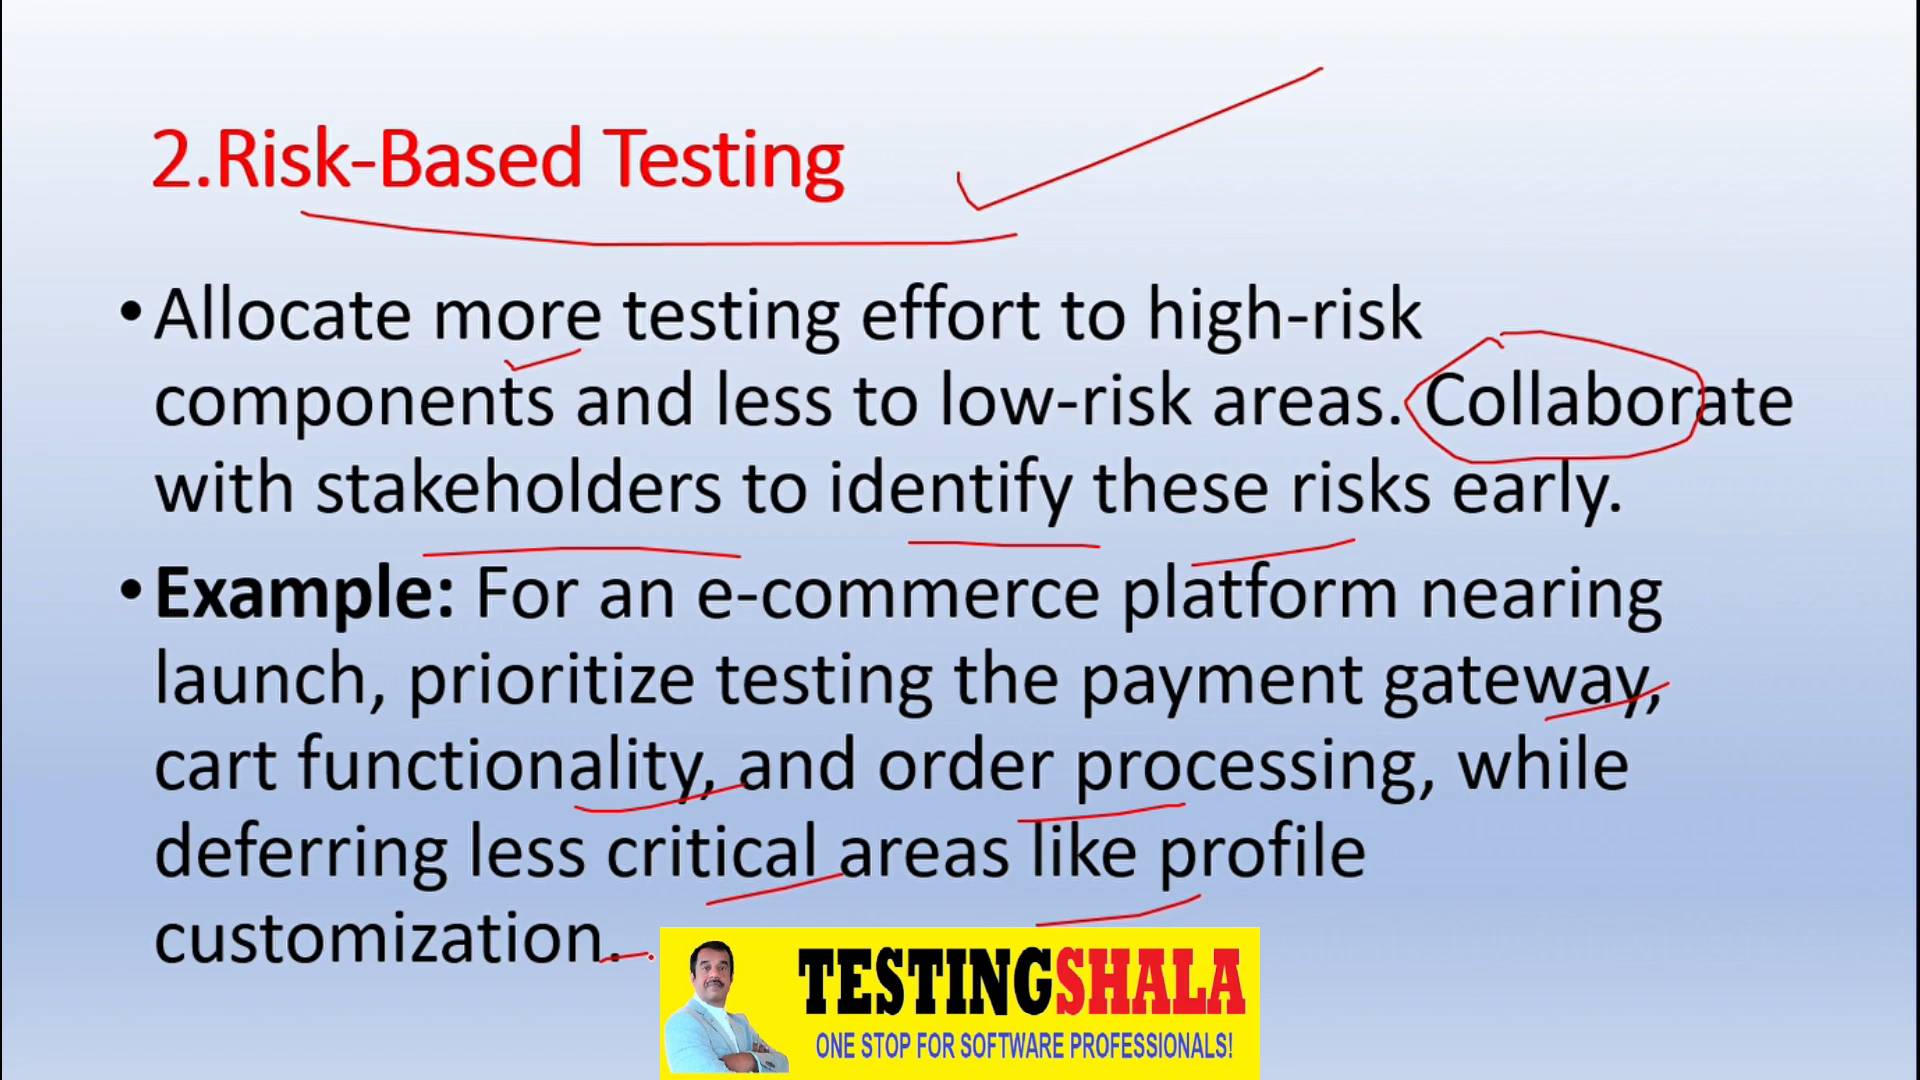 2.Risk-Based Testing
• Allocate more testing effort to high-risk
components and less to low-risk areas. Collaborate
with stakeholders to identify these risks early.
• Example: For an e-commerce platform nearing
launch, prioritize testing the payment gateway,
cart functionality, and order processing, while
deferring less critical areas like profile
customization.
TESTINGSHALA
ONE STOP FOR SOFTWARE PROFESSIONALS!